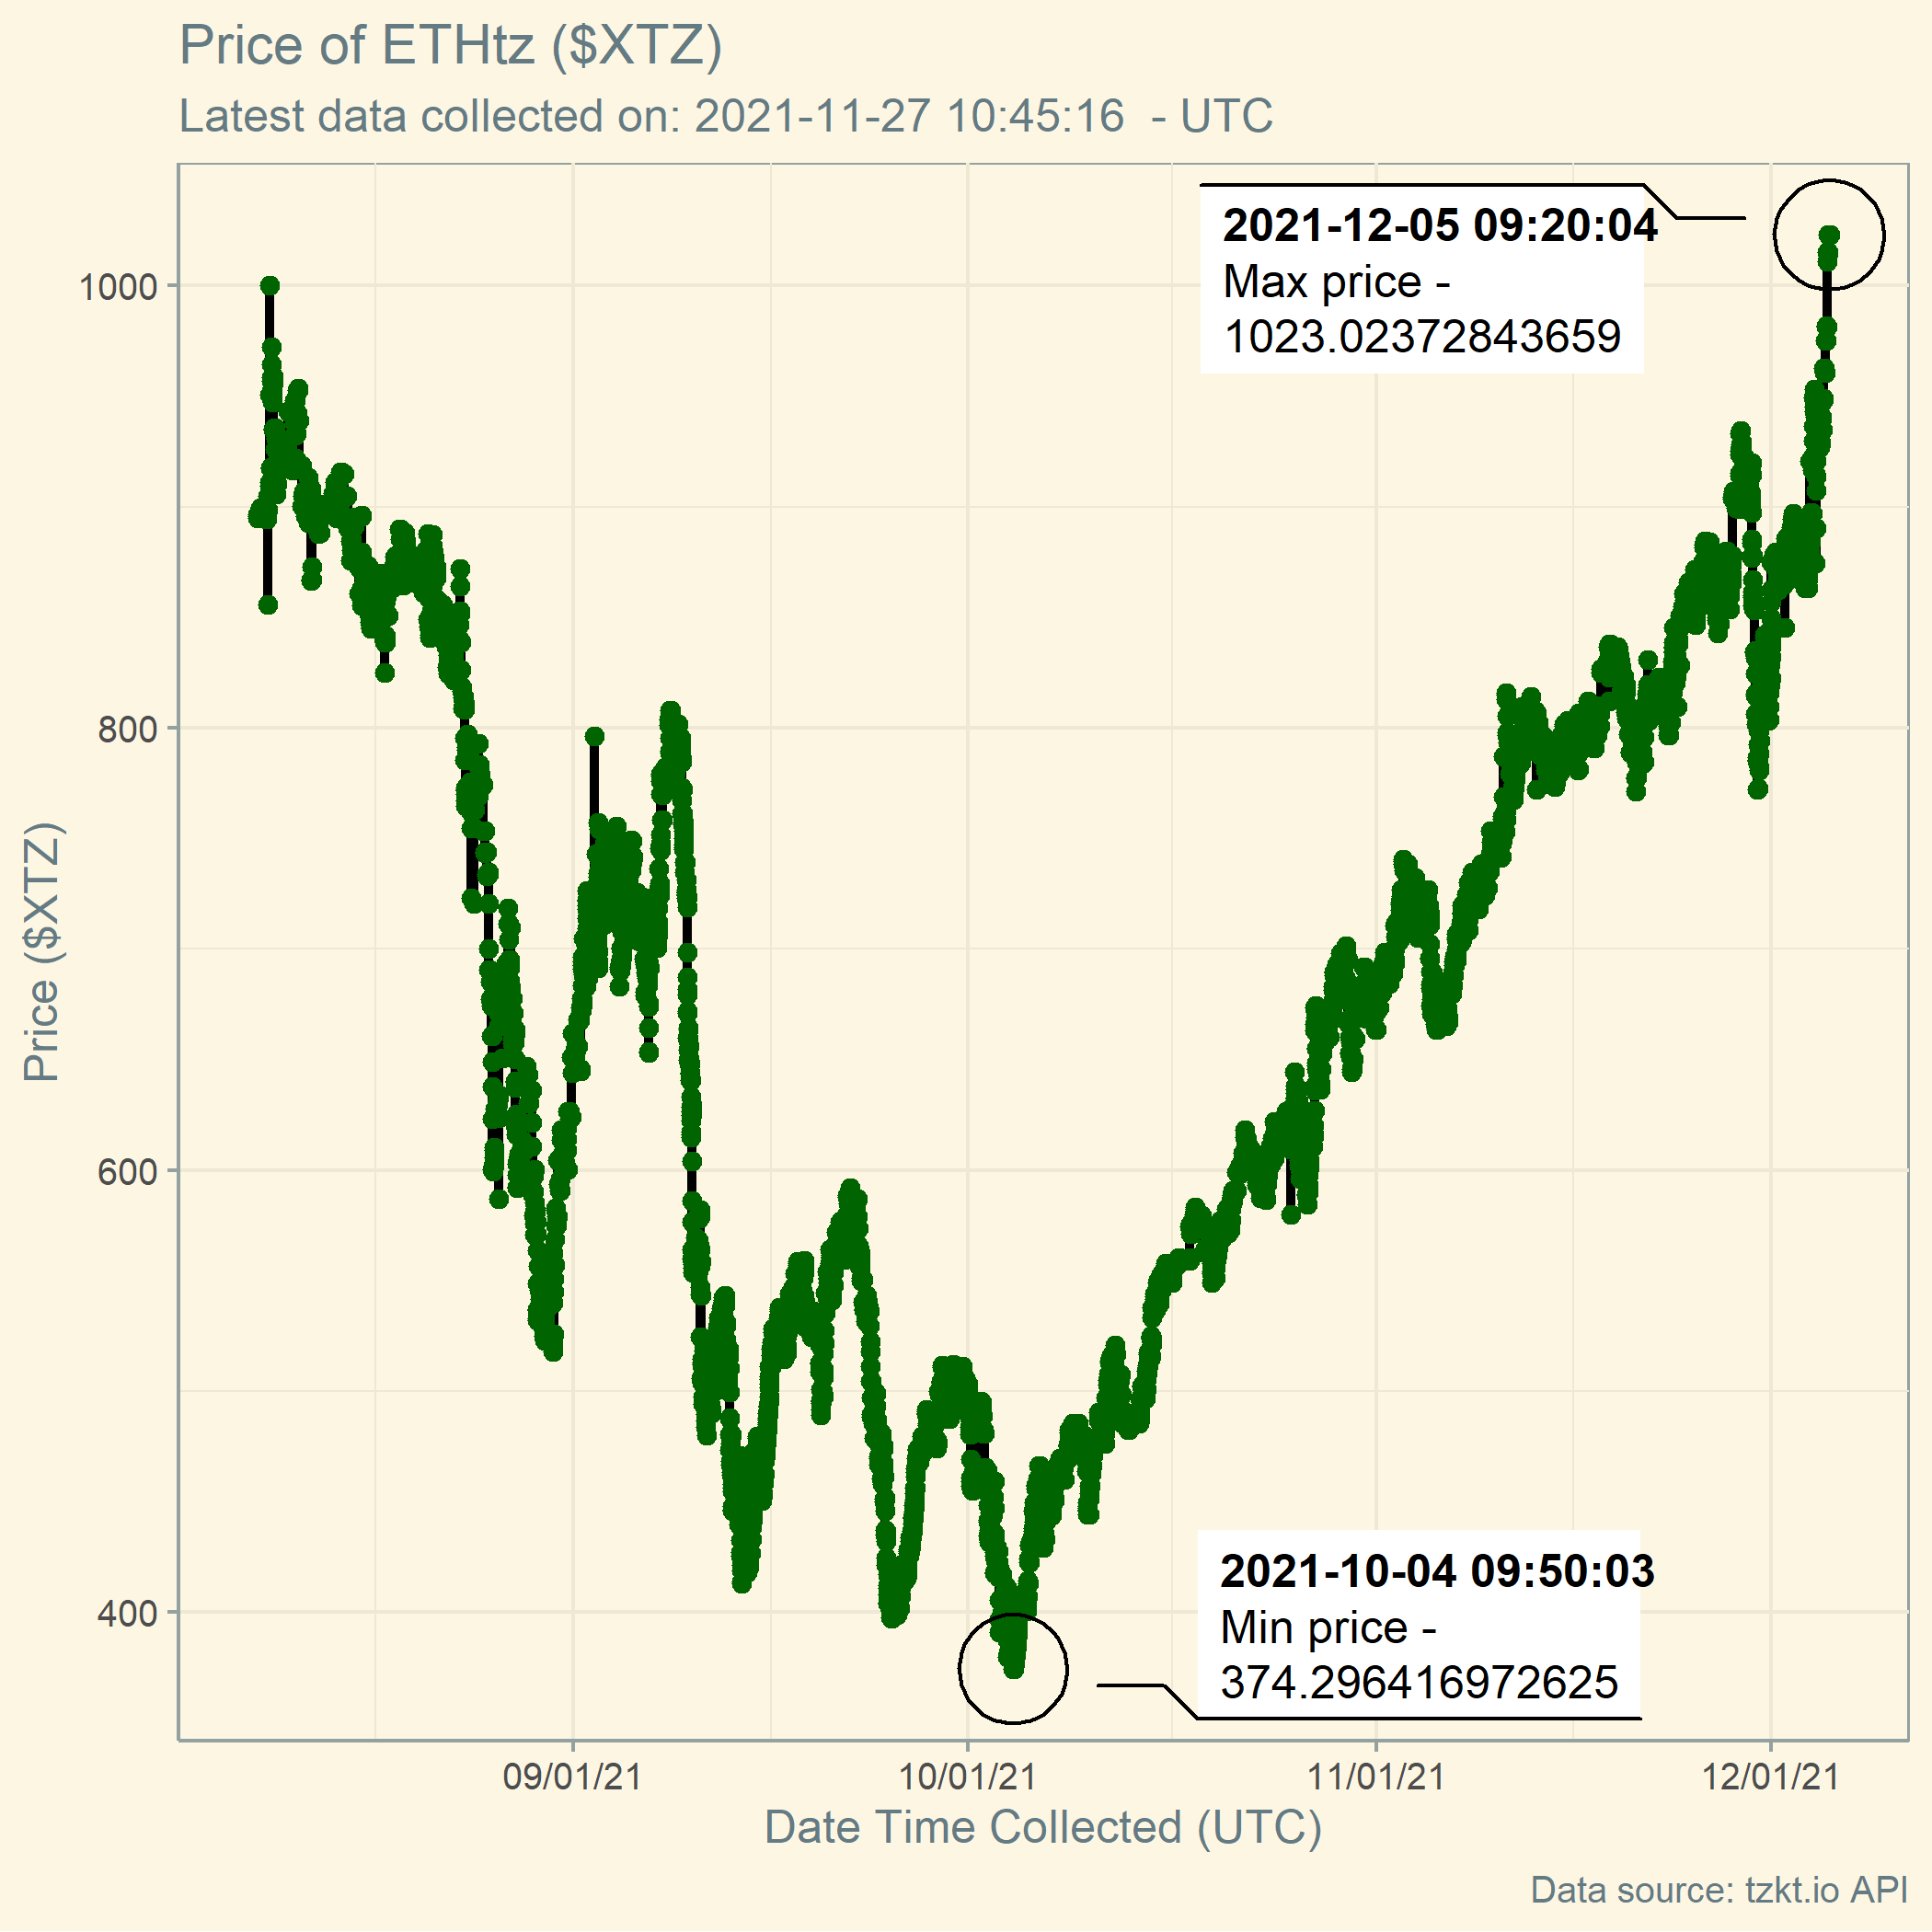 Price of ETHtz ($XTZ)
Latest data collected on: 2021-11-27 10:45:16  - UTC
2021-12-05 09:20:04
Max price -
1023.02372843659
1000
800
600
400
Price ($XTZ)
2021-10-04 09:50:03
Min price -
374.296416972625
09/01/21
10/01/21
11/01/21
12/01/21
Date Time Collected (UTC)
Data source: tzkt.io API